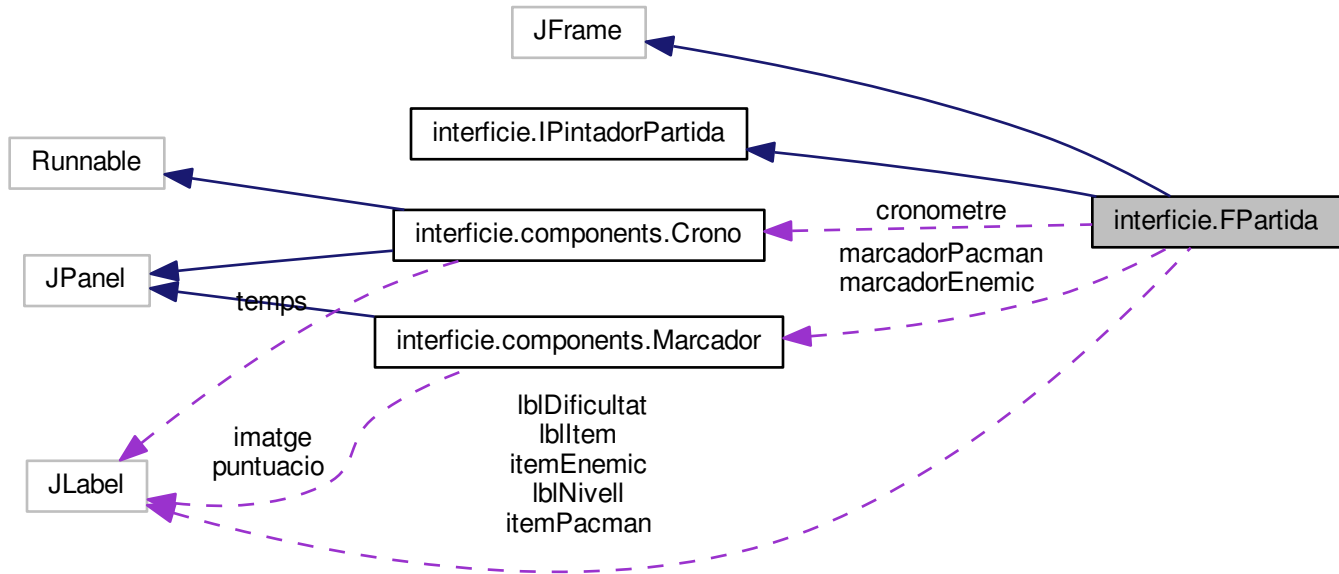 JFrame
interficie.IPintadorPartida
Runnable
interficie.FPartida
cronometre
interficie.components.Crono
marcadorPacman
marcadorEnemic
JPanel
temps
interficie.components.Marcador
lblDificultat
lblItem
itemEnemic
lblNivell
itemPacman
imatge
puntuacio
JLabel